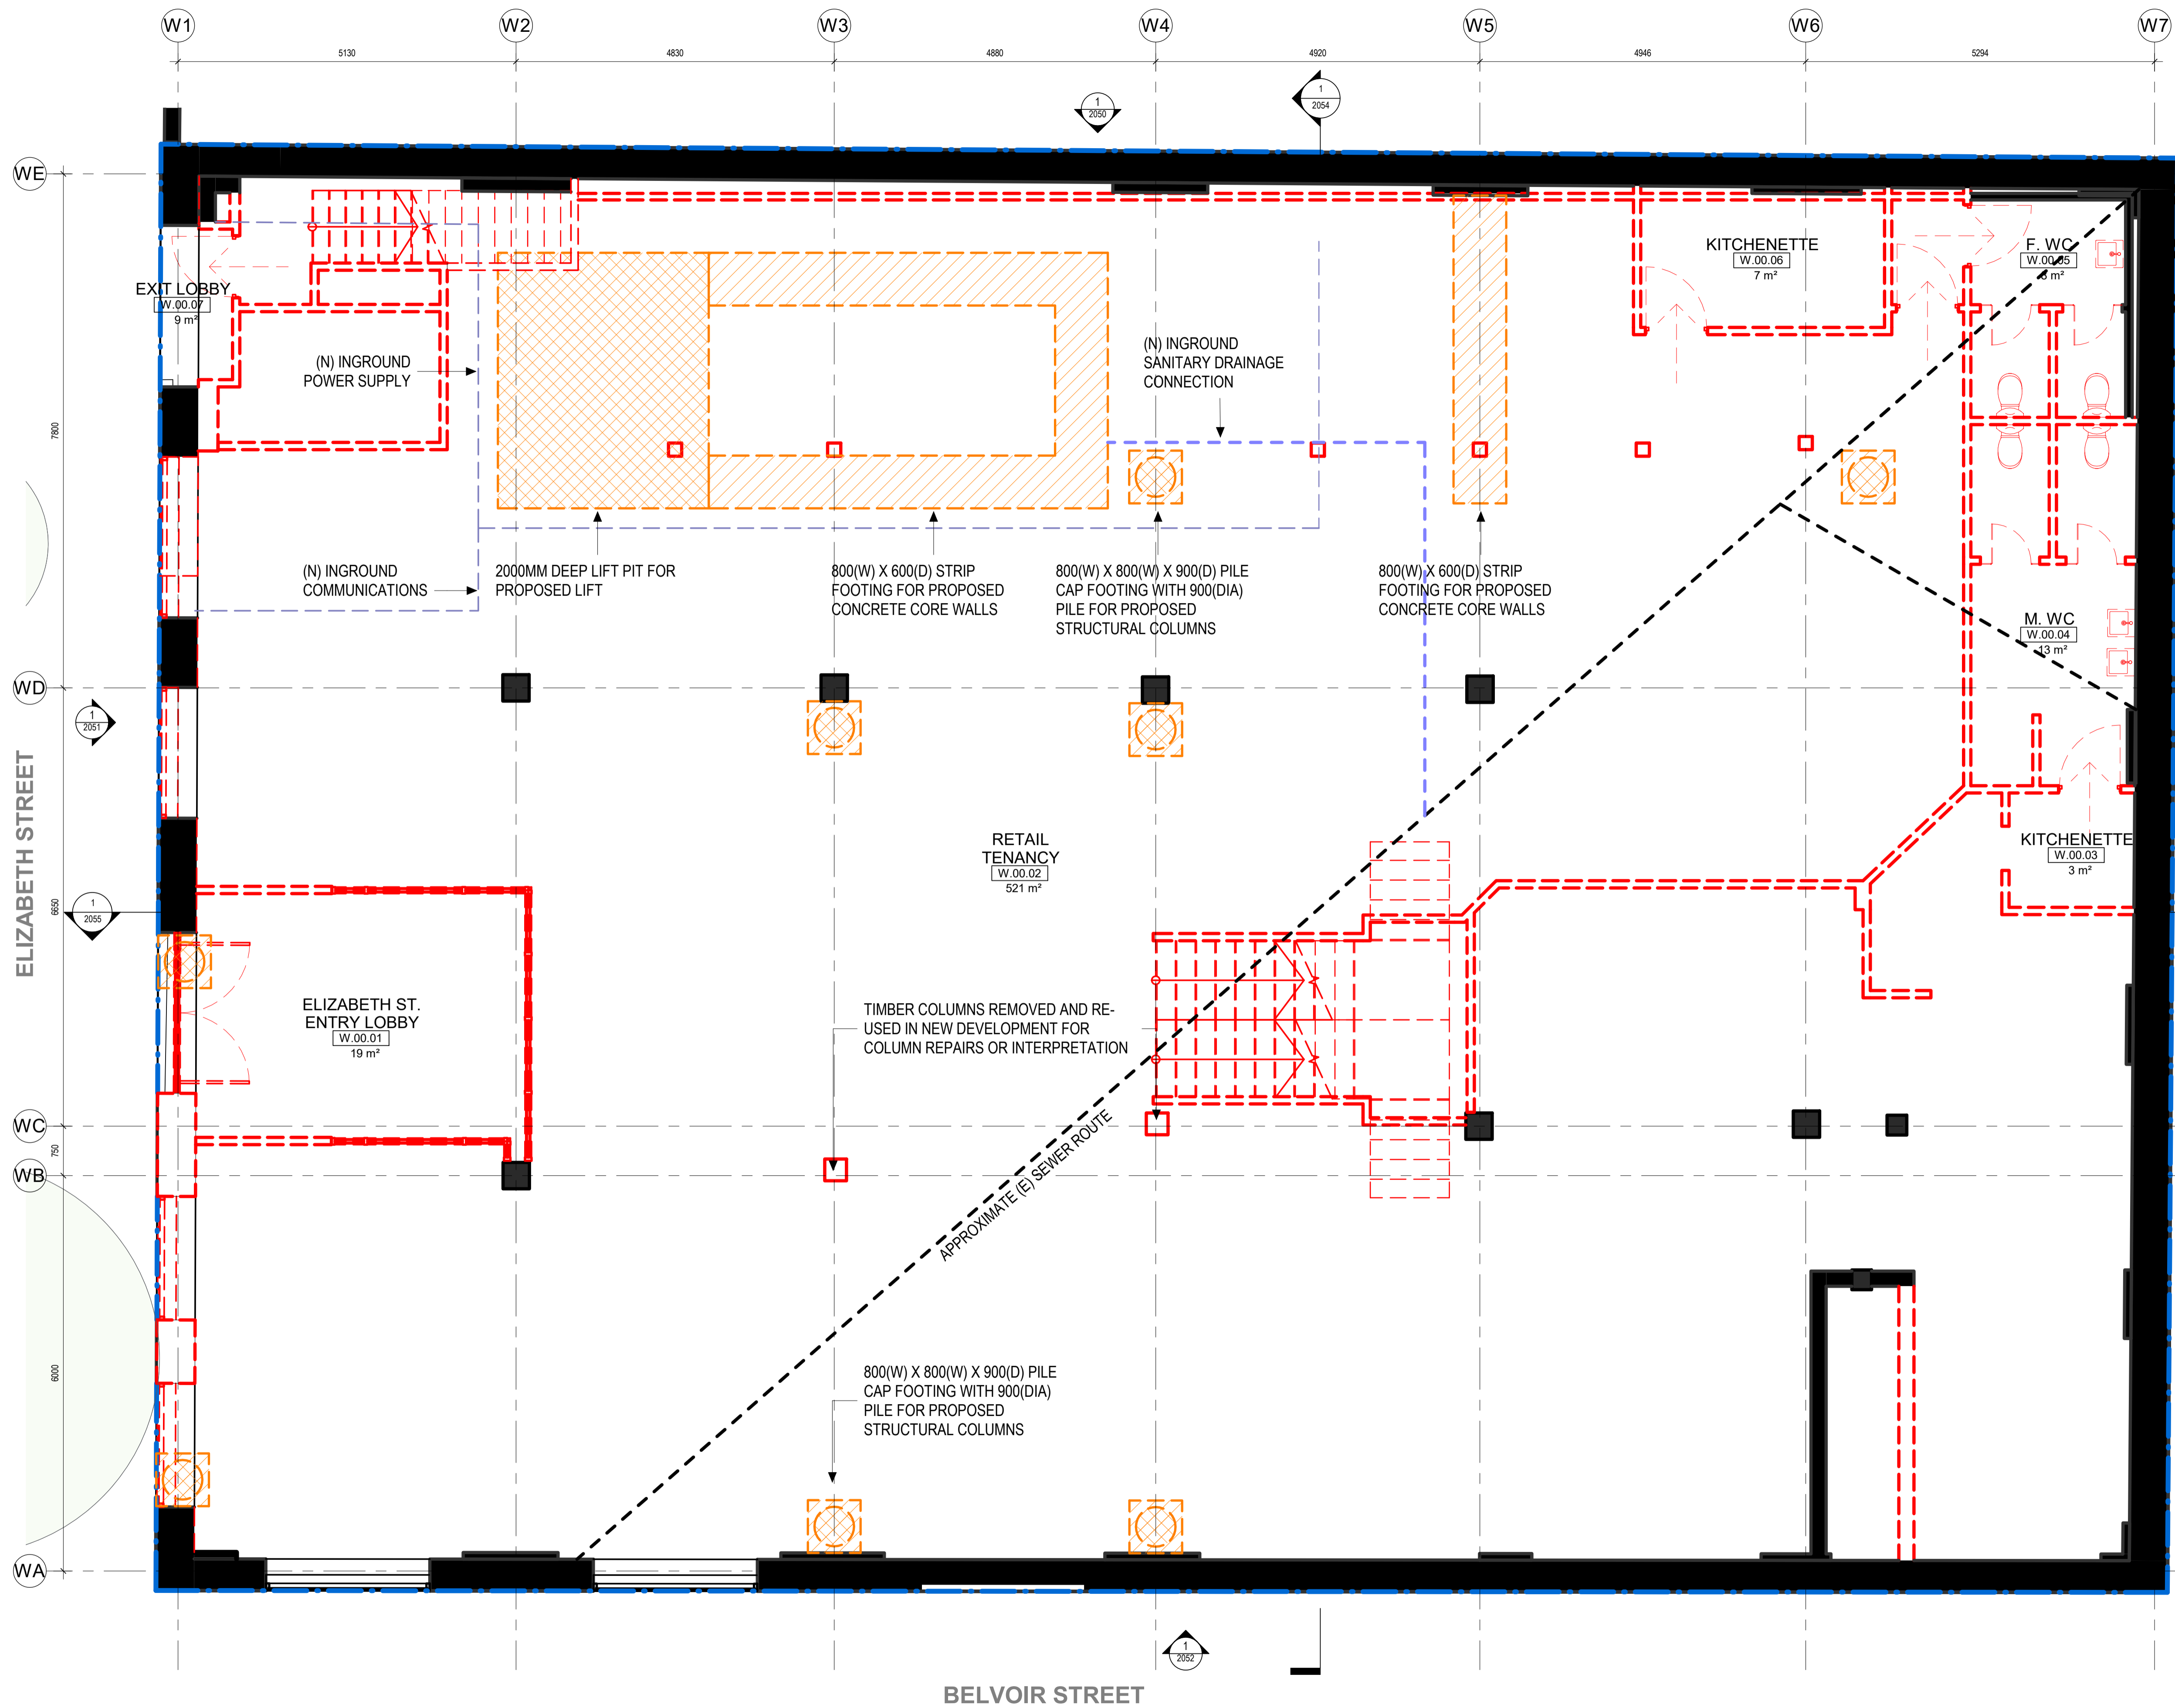 W1
W2
W3
W4
W5
W6
W7
5130
4830
4880
4920
4946
5294
1
2050
1
2054
WE
KITCHENETTE
W.00.06
7 m²
F. WC
W.00.05
EXIT LOBBY
W.00.07
9 m²
(N) INGROUND
POWER SUPPLY
(N) INGROUND
SANITARY DRAINAGE
CONNECTION
7800
(N) INGROUND
COMMUNICATIONS
2000MM DEEP LIFT PIT FOR
PROPOSED LIFT
800(W) X 600(D) STRIP
FOOTING FOR PROPOSED
CONCRETE CORE WALLS
800(W) X 800(W) X 900(D) PILE
CAP FOOTING WITH 900(DIA)
PILE FOR PROPOSED
STRUCTURAL COLUMNS
800(W) X 600(D) STRIP
FOOTING FOR PROPOSED
CONCRETE CORE WALLS
M. WC
W.00.04
13 m²
WD
1
2051
ELIZABETH STREET
RETAIL
TENANCY
W.00.02
521 m²
KITCHENETTE
W.00.03
3 m²
6650
1
2055
ELIZABETH ST.
ENTRY LOBBY
W.00.01
19 m²
TIMBER COLUMNS REMOVED AND RE-
USED IN NEW DEVELOPMENT FOR
COLUMN REPAIRS OR INTERPRETATION
WC
750
WB
APPROXIMATE (E) SEWER ROUTE
6000
800(W) X 800(W) X 900(D) PILE
CAP FOOTING WITH 900(DIA)
PILE FOR PROPOSED
STRUCTURAL COLUMNS
WA
1
2052
BELVOIR STREET